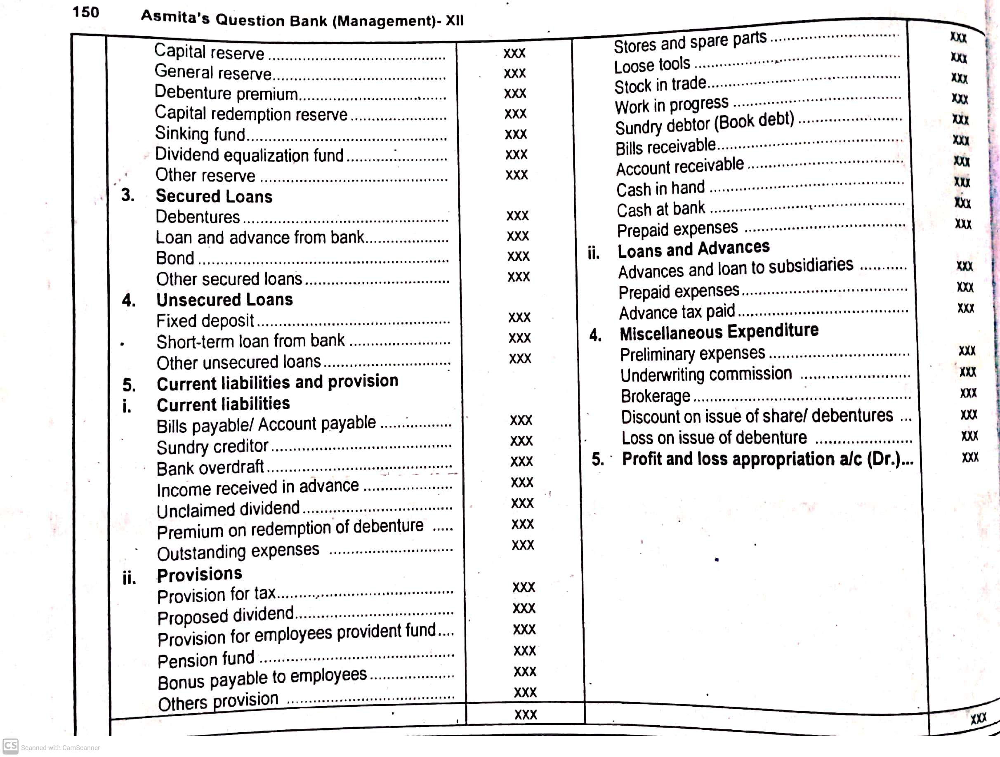 150 Asmita's Question Bank (Management)- XII
Capital reserve ........................................ xxx
General reserve........................................ xxx
Debenture premium.................................. xxx
Capital redemption reserve ...................... xxx
Sinking fund.............................................. xxx
Dividend equalization fund ....................... xxx
Other reserve ........................................... xxx
3. Secured Loans
Debentures ............................................... xxx
Loan and advance from bank................... xxx
Bond ......................................................... xxx
Other secured loans ................................. xxx
4. Unsecured Loans
Fixed deposit ............................................ xxx
Short-term loan from bank ....................... xxx
Other unsecured loans ............................. xxx
5. Current liabilities and provision
i. Current liabilities
Bills payable/ Account payable ................ xxx
Sundry creditor ......................................... xxx
Bank overdraft .......................................... xxx
Income received in advance .................... xxx
Unclaimed dividend .................................. xxx
Premium on redemption of debenture ..... xxx
Outstanding expenses ............................ xxx
ii. Provisions
Provision for tax........................................ xxx
Proposed dividend.................................... xxx
Provision for employees provident fund.... xxx
Pension fund ............................................ xxx
Bonus payable to employees ................... xxx
Others provision ...................................... xxx
xxx
Stores and spare parts ............................. xxx
Loose tools ............................................... xxx
Stock in trade............................................ xxx
Work in progress ...................................... xxx
Sundry debtor (Book debt) ....................... xxx
Bills receivable.......................................... xxx
Account receivable ................................... xxx
Cash in hand ............................................ xxx
Cash at bank ............................................ xxx
Prepaid expenses .................................... xxx
ii. Loans and Advances
Advances and loan to subsidiaries ........... xxx
Prepaid expenses..................................... xxx
Advance tax paid ...................................... xxx
4. Miscellaneous Expenditure
Preliminary expenses ............................... xxx
Underwriting commission ......................... xxx
Brokerage ................................................. xxx
Discount on issue of share/ debentures ... xxx
Loss on issue of debenture ...................... xxx
5. Profit and loss appropriation a/c (Dr.)... xxx
xxx
CS Scanned with CamScanner